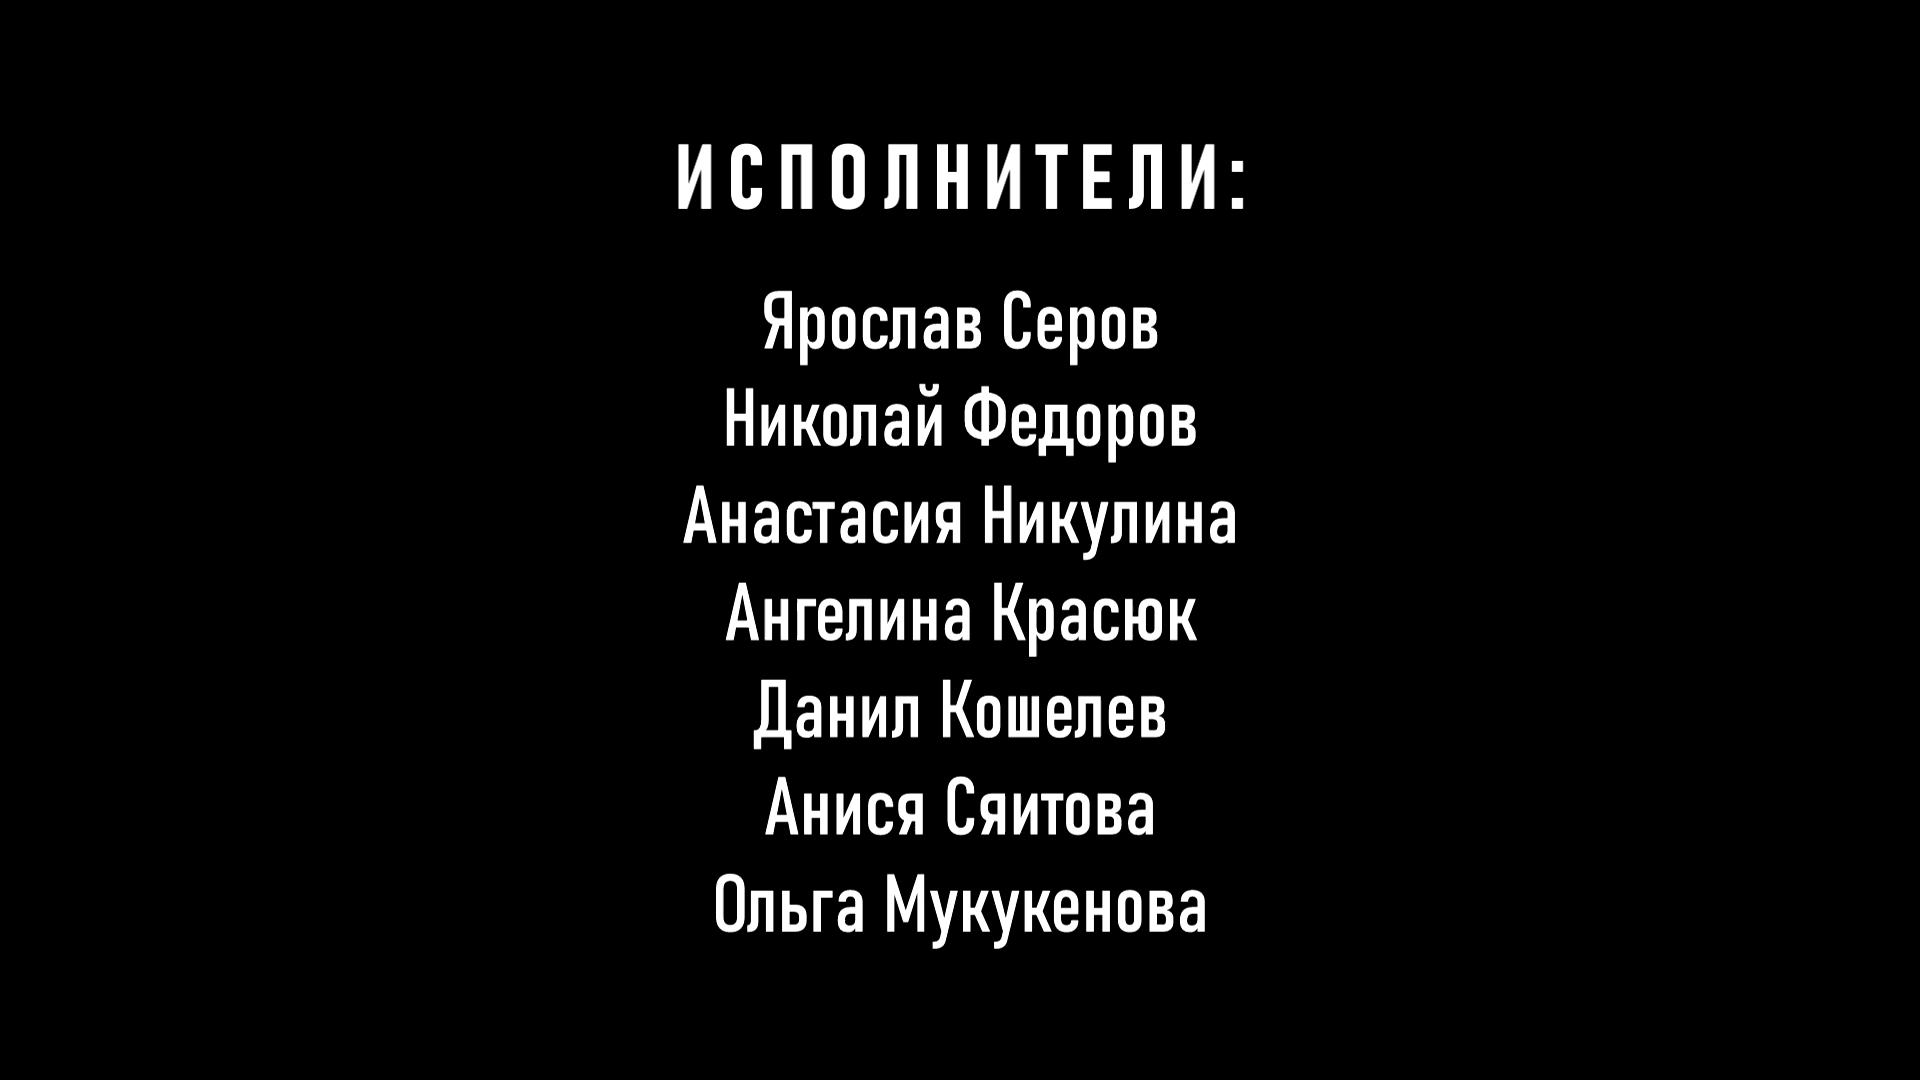 ИСПОЛНИТЕЛИ:
Ярослав Серов
Николай Федоров
Анастасия Никулина
Ангелина Красюк
Данил Кошелев
Анися Сяитова
Ольга Мукукенова